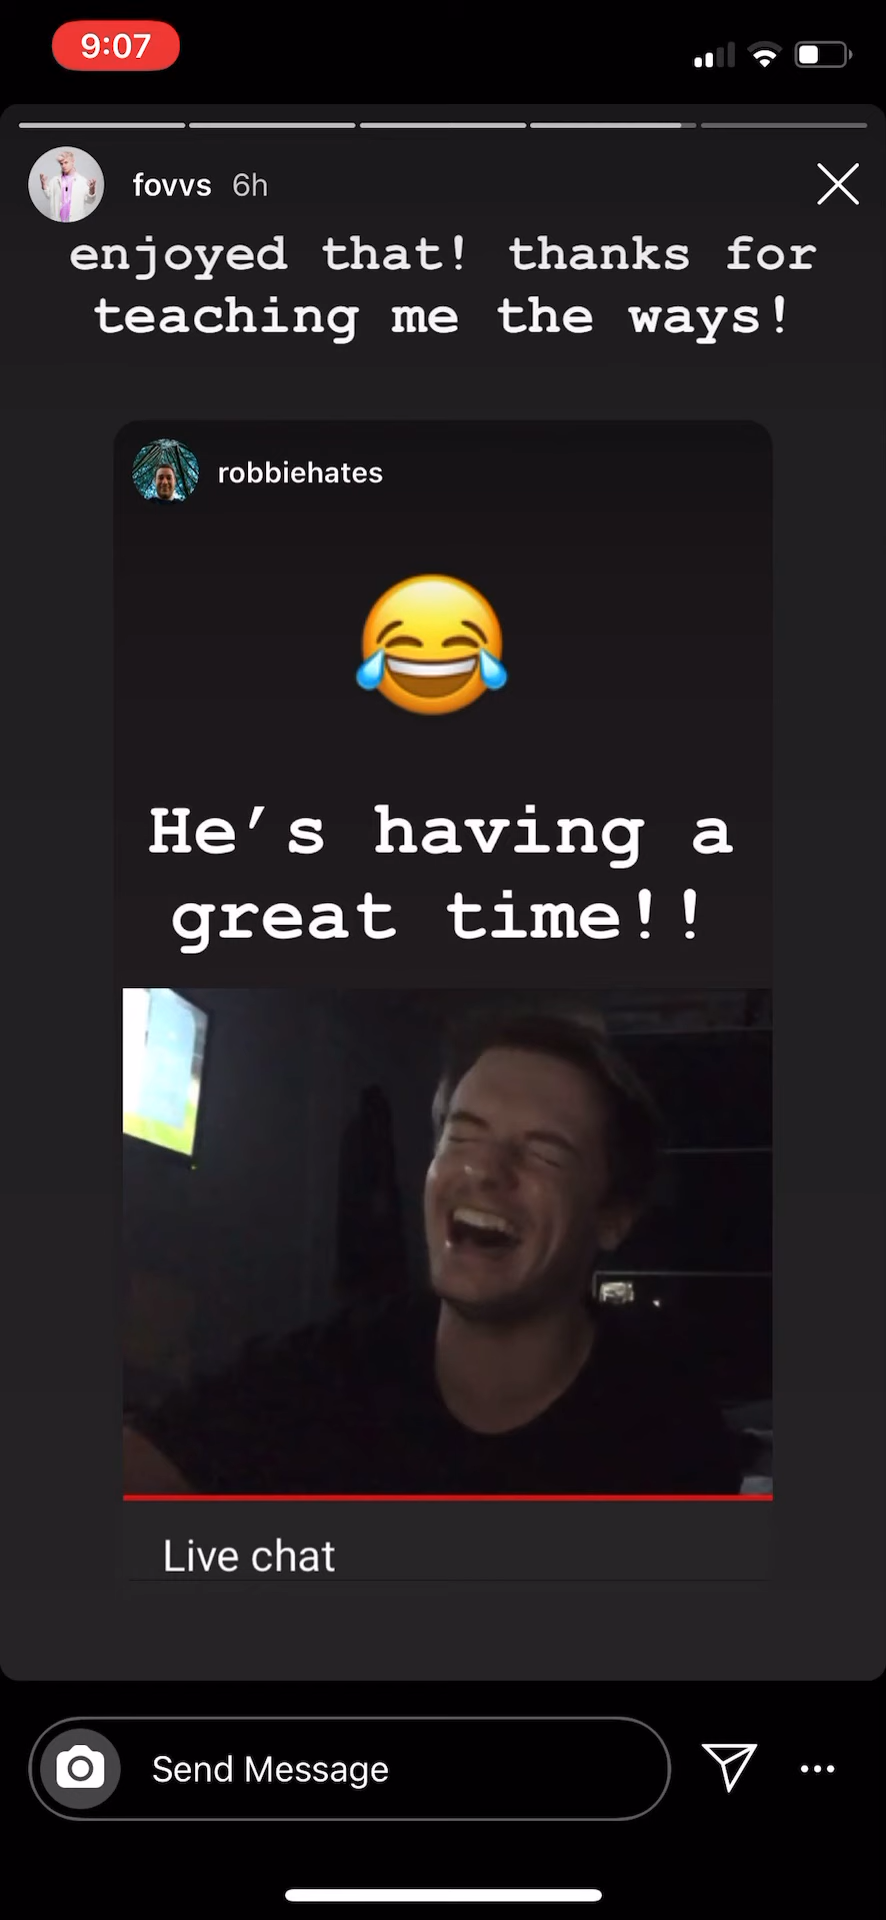 9:07
fovvs 6h
enjoyed that! thanks for
teaching me the ways!
robbiehates
He's having a
great time!!
Live chat
Send Message